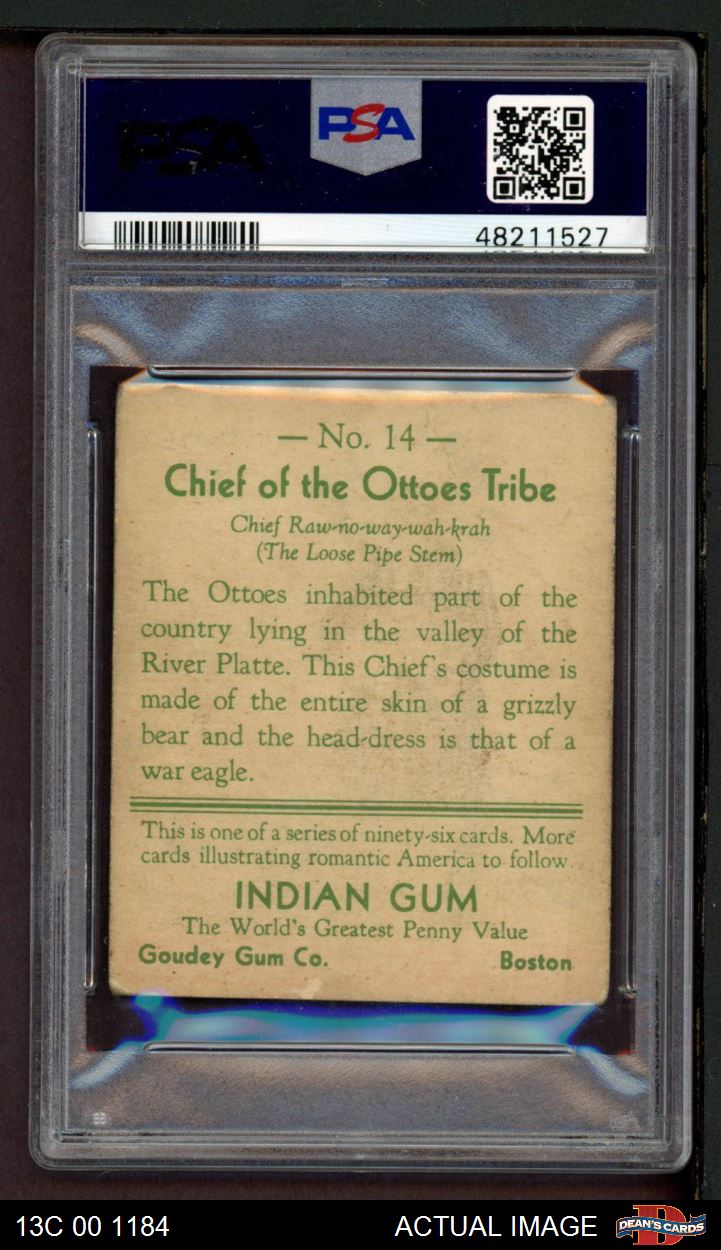 PSA
PSA
48211527
— No. 14 —
Chief of the Ottoes Tribe
Chief Raw-no-way-wah-krah
(The Loose Pipe Stem)
The Ottoes inhabited part of the
country lying in the valley of the
River Platte. This Chief's costume is
made of the entire skin of a grizzly
bear and the head-dress is that of a
war eagle.
This is one of a series of ninety-six cards. More
cards illustrating romantic America to follow.
INDIAN GUM
The World's Greatest Penny Value
Goudey Gum Co. Boston
13C 00 1184 ACTUAL IMAGE DEAN'S CARDS